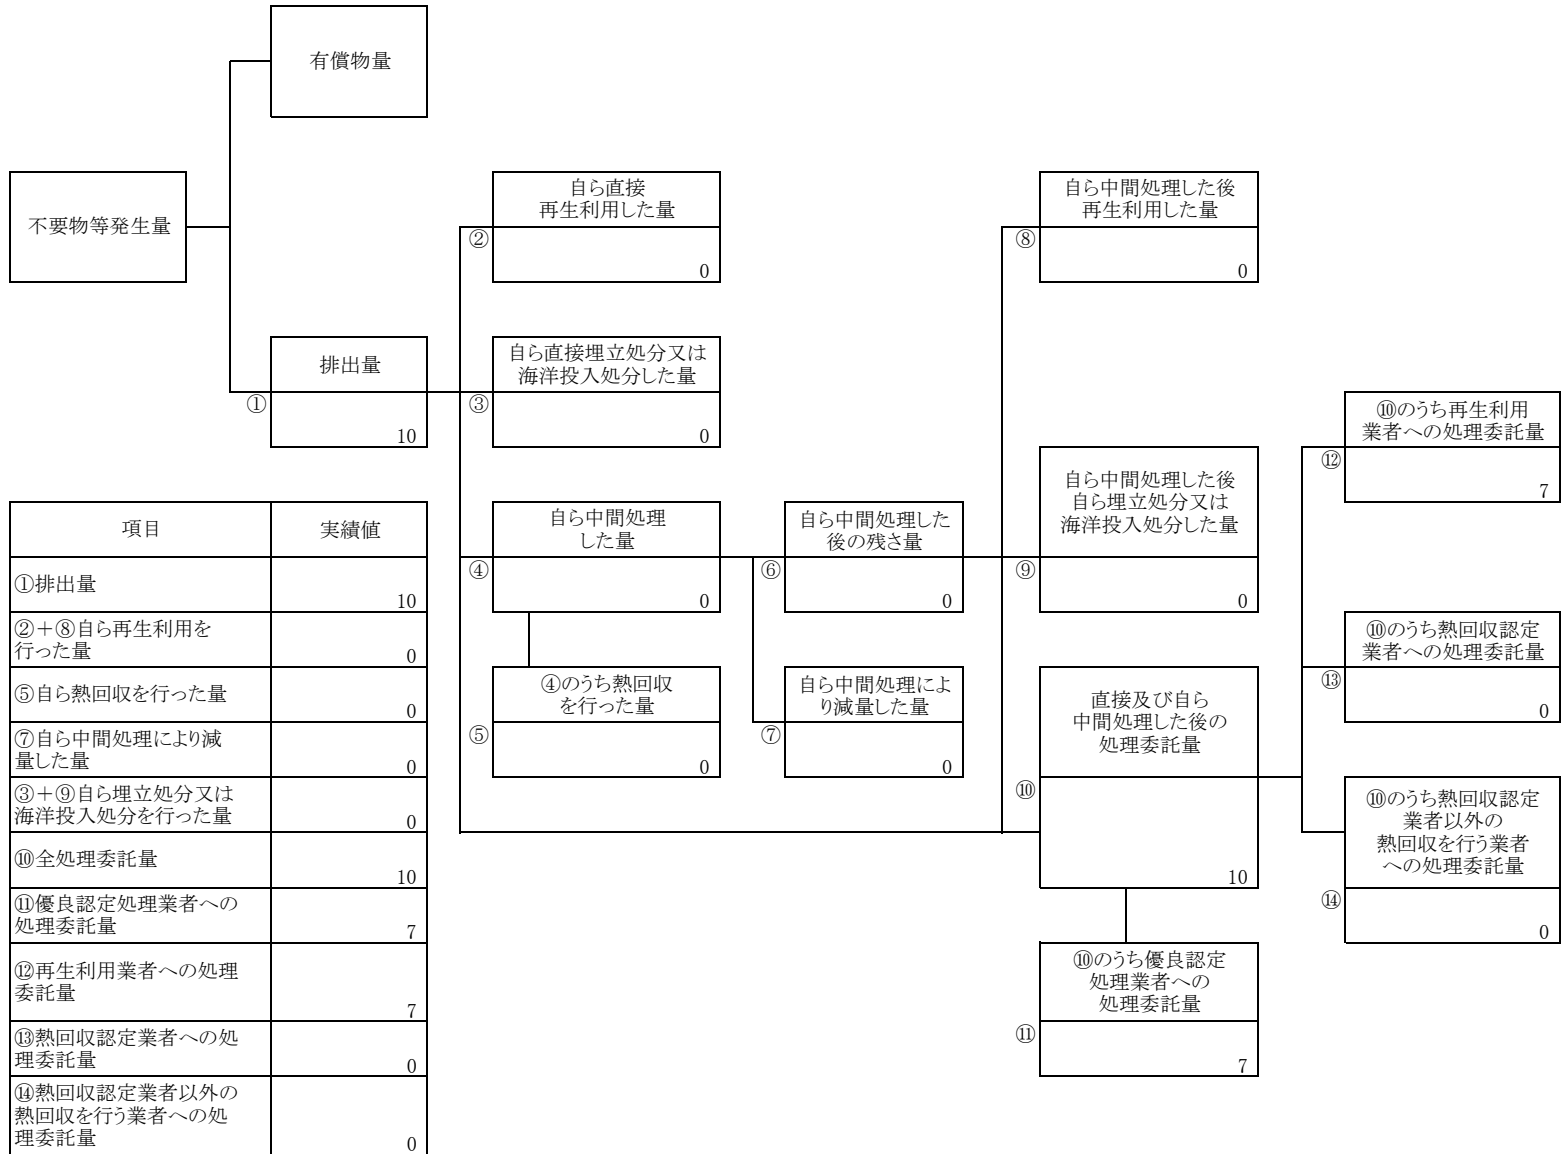 有償物量
不要物等発生量
自ら直接
再生利用した量
②
0
自ら中間処理した後
再生利用した量
⑧
0
排出量
①
10
自ら直接埋立処分又は
海洋投入処分した量
③
0
⑩のうち再生利用
業者への処理委託量
⑫
7
自ら中間処理
した量
④
0
自ら中間処理した
後の残さ量
⑥
0
自ら中間処理した後
自ら埋立処分又は
海洋投入処分した量
⑨
0
⑩のうち熱回収認定
業者への処理委託量
⑬
0
④のうち熱回収
を行った量
⑤
0
自ら中間処理によ
り減量した量
⑦
0
直接及び自ら
中間処理した後の
処理委託量
⑩
10
⑩のうち熱回収認定
業者以外の
熱回収を行う業者
への処理委託量
⑭
0
⑩のうち優良認定
処理業者への
処理委託量
⑪
7
項目 実績値
①排出量
10
②+⑧自ら再生利用を
行った量
0
⑤自ら熱回収を行った量
0
⑦自ら中間処理により減
量した量
0
③+⑨自ら埋立処分又は
海洋投入処分を行った量
0
⑩全処理委託量
10
⑪優良認定処理業者への
処理委託量
7
⑫再生利用業者への処理
委託量
7
⑬熱回収認定業者への処
理委託量
0
⑭熱回収認定業者以外の
熱回収を行う業者への処
理委託量
0